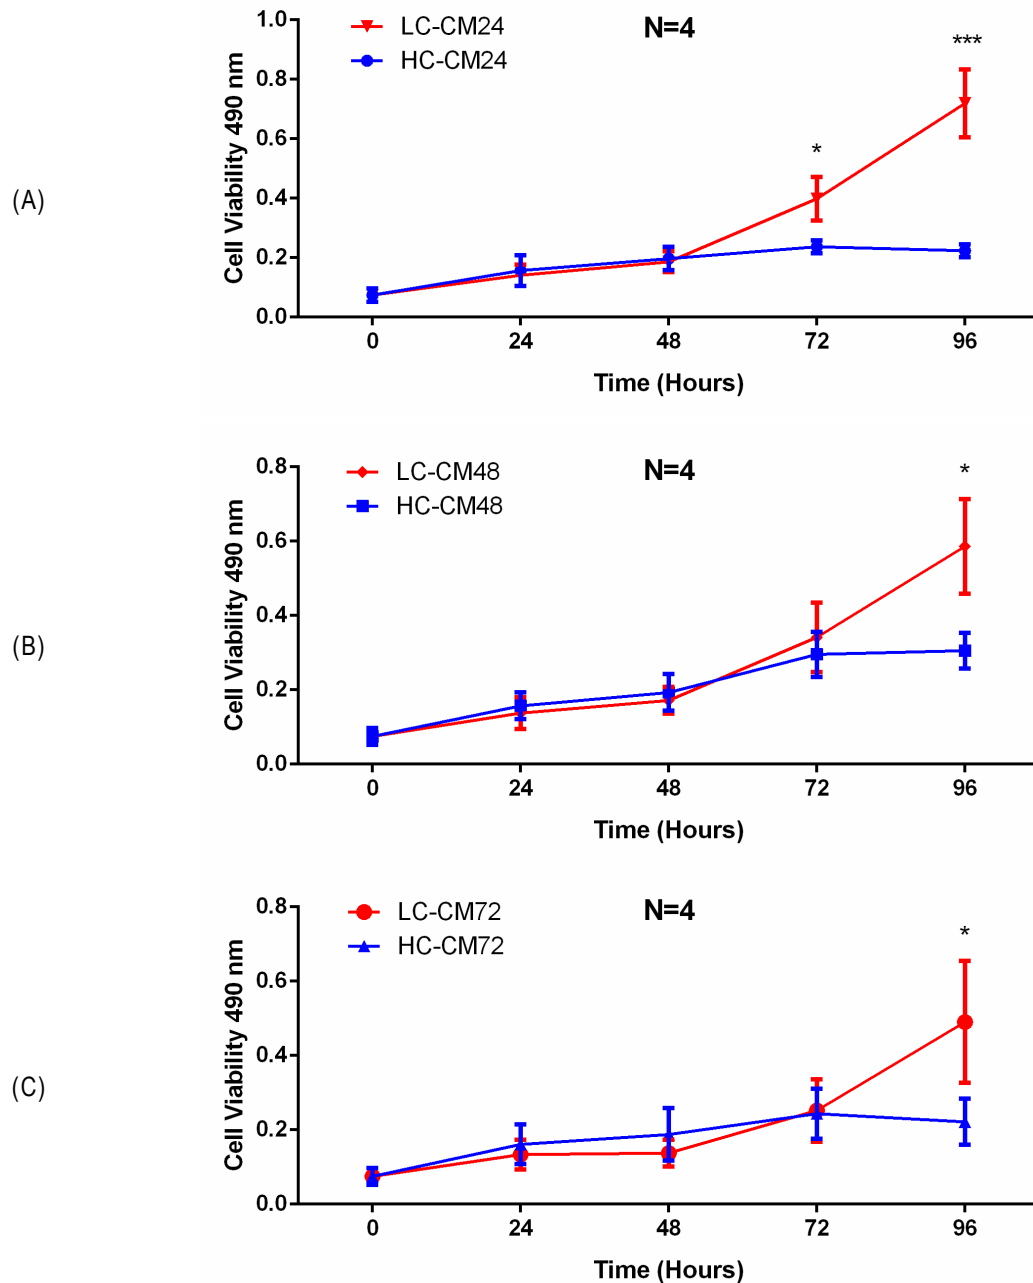 (A)
LC-CM24
HC-CM24
N=4
*
***
Cell Viability 490 nm
1.0
0.8
0.6
0.4
0.2
0.0
0 24 48 72 96
Time (Hours)
(B)
LC-CM48
HC-CM48
N=4
*
Cell Viability 490 nm
0.8
0.6
0.4
0.2
0.0
0 24 48 72 96
Time (Hours)
(C)
LC-CM72
HC-CM72
N=4
*
Cell Viability 490 nm
0.8
0.6
0.4
0.2
0.0
0 24 48 72 96
Time (Hours)